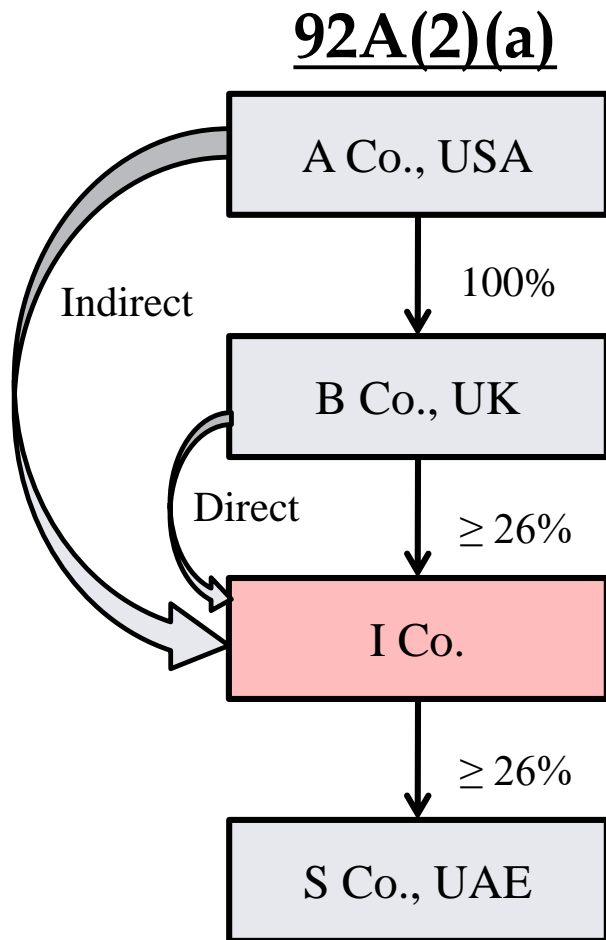 92A(2)(a)
A Co., USA
Indirect
100%
B Co., UK
Direct
≥ 26%
I Co.
≥ 26%
S Co., UAE